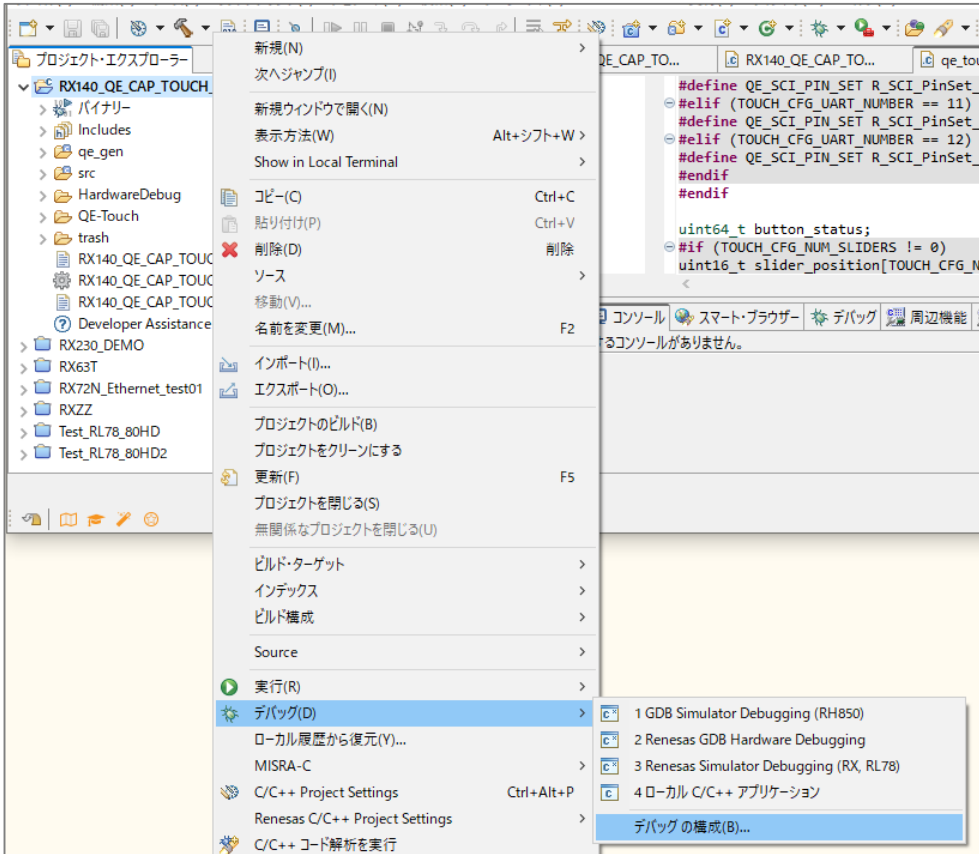 プロジェクト・エクスプローラー
RX140_QE_CAP_TOUCH_
バイナリー
Includes
qe_gen
src
HardwareDebug
QE-Touch
trash
RX140_QE_CAP_TOUC
RX140_QE_CAP_TOUC
RX140_QE_CAP_TOUC
Developer Assistance
RX230_DEMO
RX63T
RX72N_Ethernet_test01
RXZZ
Test_RL78_80HD
Test_RL78_80HD2
新規(N)
次へジャンプ(I)
新規ウィンドウで開く(N)
表示方法(W) Alt+シフト+W
Show in Local Terminal
コピー(C) Ctrl+C
貼り付け(P) Ctrl+V
削除(D) 削除
ソース
移動(V)...
名前を変更(M)... F2
インポート(I)...
エクスポート(O)...
プロジェクトのビルド(B)
プロジェクトをクリーンにする
更新(F) F5
プロジェクトを閉じる(S)
無関係なプロジェクトを閉じる(U)
ビルド・ターゲット
インデックス
ビルド構成
Source
実行(R)
デバッグ(D)
ローカル履歴から復元(Y)...
MISRA-C
C/C++ Project Settings Ctrl+Alt+P
Renesas C/C++ Project Settings
C/C++ コード解析を実行
1 GDB Simulator Debugging (RH850)
2 Renesas GDB Hardware Debugging
3 Renesas Simulator Debugging (RX, RL78)
4 ローカル C/C++ アプリケーション
デバッグ の構成(B)...
QE_CAP_TO... RX140_QE_CAP_TO... qe_tou
#define QE_SCI_PIN_SET R_SCI_PinSet_
#elif (TOUCH_CFG_UART_NUMBER == 11)
#define QE_SCI_PIN_SET R_SCI_PinSet_
#elif (TOUCH_CFG_UART_NUMBER == 12)
#define QE_SCI_PIN_SET R_SCI_PinSet_
#endif
#endif
uint64_t button_status;
#if (TOUCH_CFG_NUM_SLIDERS != 0)
uint16_t slider_position[TOUCH_CFG_N
コンソール スマート・ブラウザー デバッグ 周辺機能
するコンソールがありません。